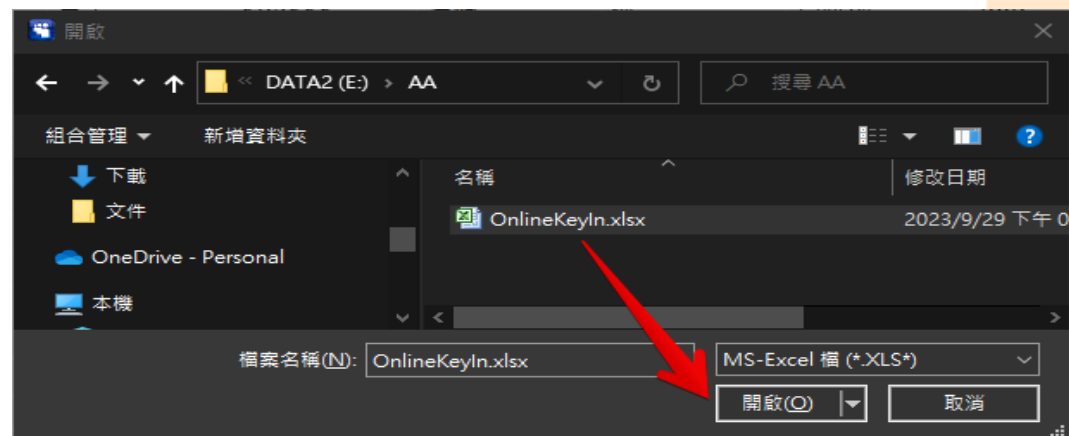 開啟
DATA2 (E:) > AA
搜尋 AA
組合管理
新增資料夾
下載
名稱
修改日期
文件
OnlineKeyIn.xlsx
2023/9/29 下午 0
OneDrive - Personal
本機
檔案名稱(N):
OnlineKeyIn.xlsx
MS-Excel 檔 (*.XLS*)
開啟(O)
取消